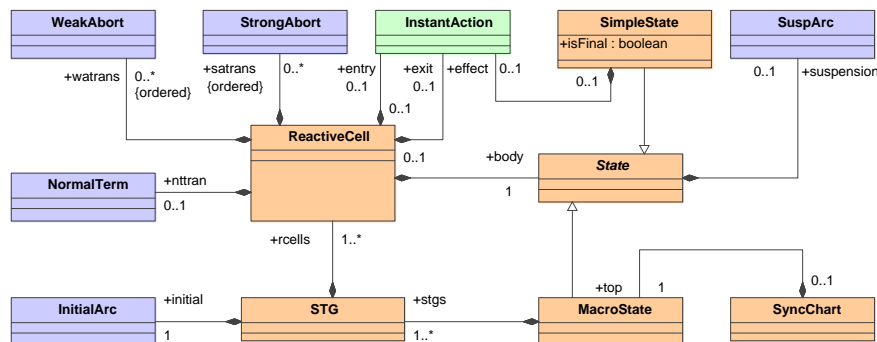 WeakAbort
StrongAbort
InstantAction
SimpleState
+isFinal : boolean
SuspArc
+watrans
0..*
{ordered}
+satrans
{ordered}
0..*
+entry
0..1
+exit
0..1
+effect
0..1
0..1
0..1
+suspension
0..1
ReactiveCell
0..1
+body
1
State
NormalTerm
+nttran
0..1
+rcells
1..*
InitialArc
+initial
1
STG
+stgs
1..*
+top
1
MacroState
0..1
SyncChart